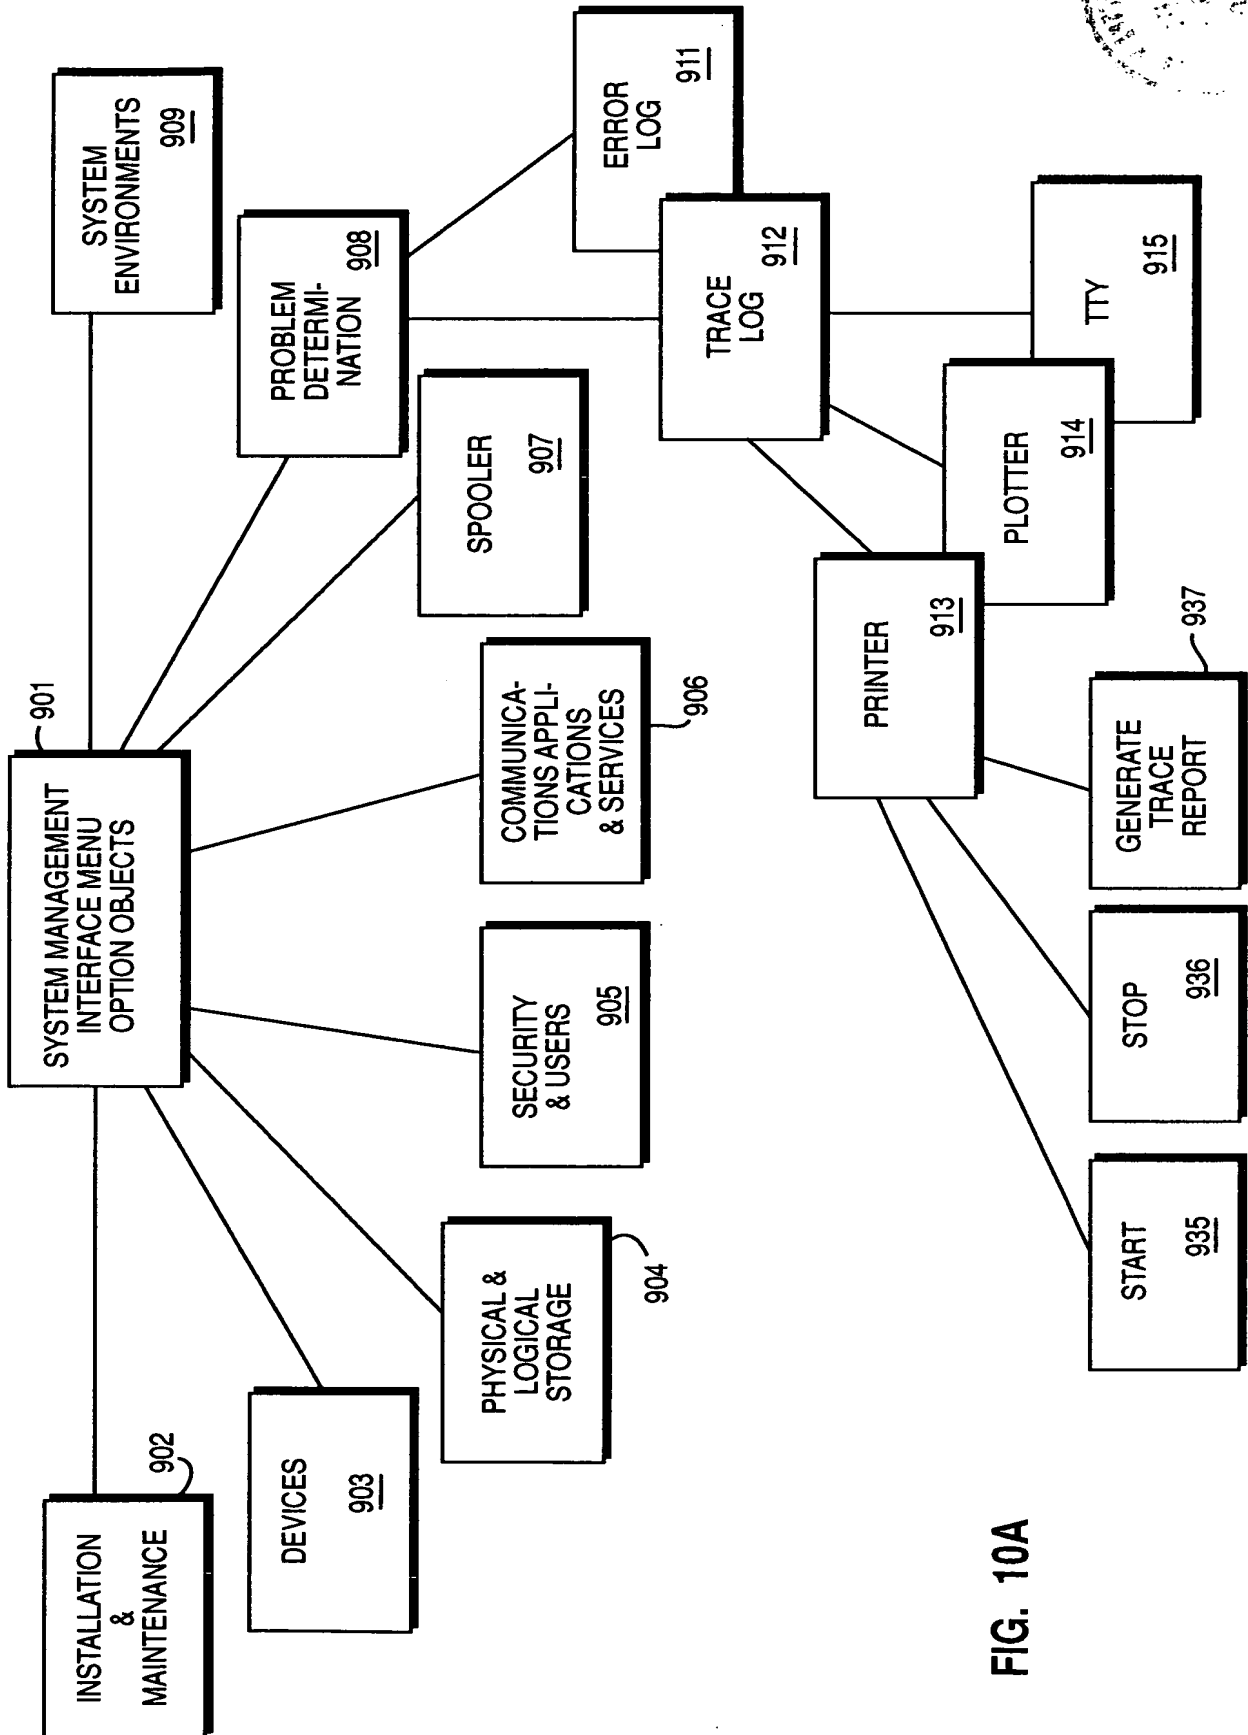 SYSTEM MANAGEMENT
INTERFACE MENU
OPTION OBJECTS
901
INSTALLATION
&
MAINTENANCE
902
DEVICES
903
PHYSICAL &
LOGICAL
STORAGE
904
SECURITY
& USERS
905
COMMUNICA-
TIONS APPLI-
CATIONS
& SERVICES
906
SPOOLER
907
PROBLEM
DETERMI-
NATION
908
SYSTEM
ENVIRONMENTS
909
ERROR
LOG
911
TRACE
LOG
912
PRINTER
913
PLOTTER
914
TTY
915
START
935
STOP
936
GENERATE
TRACE
REPORT
937
FIG. 10A